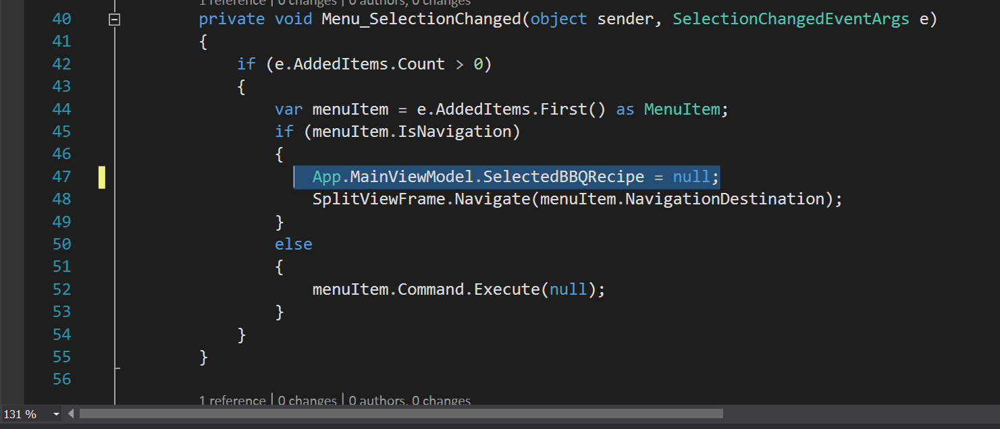 1 reference | 0 changes | 0 authors, 0 changes
40 private void Menu_SelectionChanged(object sender, SelectionChangedEventArgs e)
41 {
42 if (e.AddedItems.Count > 0)
43 {
44 var menuItem = e.AddedItems.First() as MenuItem;
45 if (menuItem.IsNavigation)
46 {
47 App.MainViewModel.SelectedBBQRecipe = null;
48 SplitViewFrame.Navigate(menuItem.NavigationDestination);
49 }
50 else
51 {
52 menuItem.Command.Execute(null);
53 }
54 }
55 }
56
1 reference | 0 changes | 0 authors, 0 changes
131 %